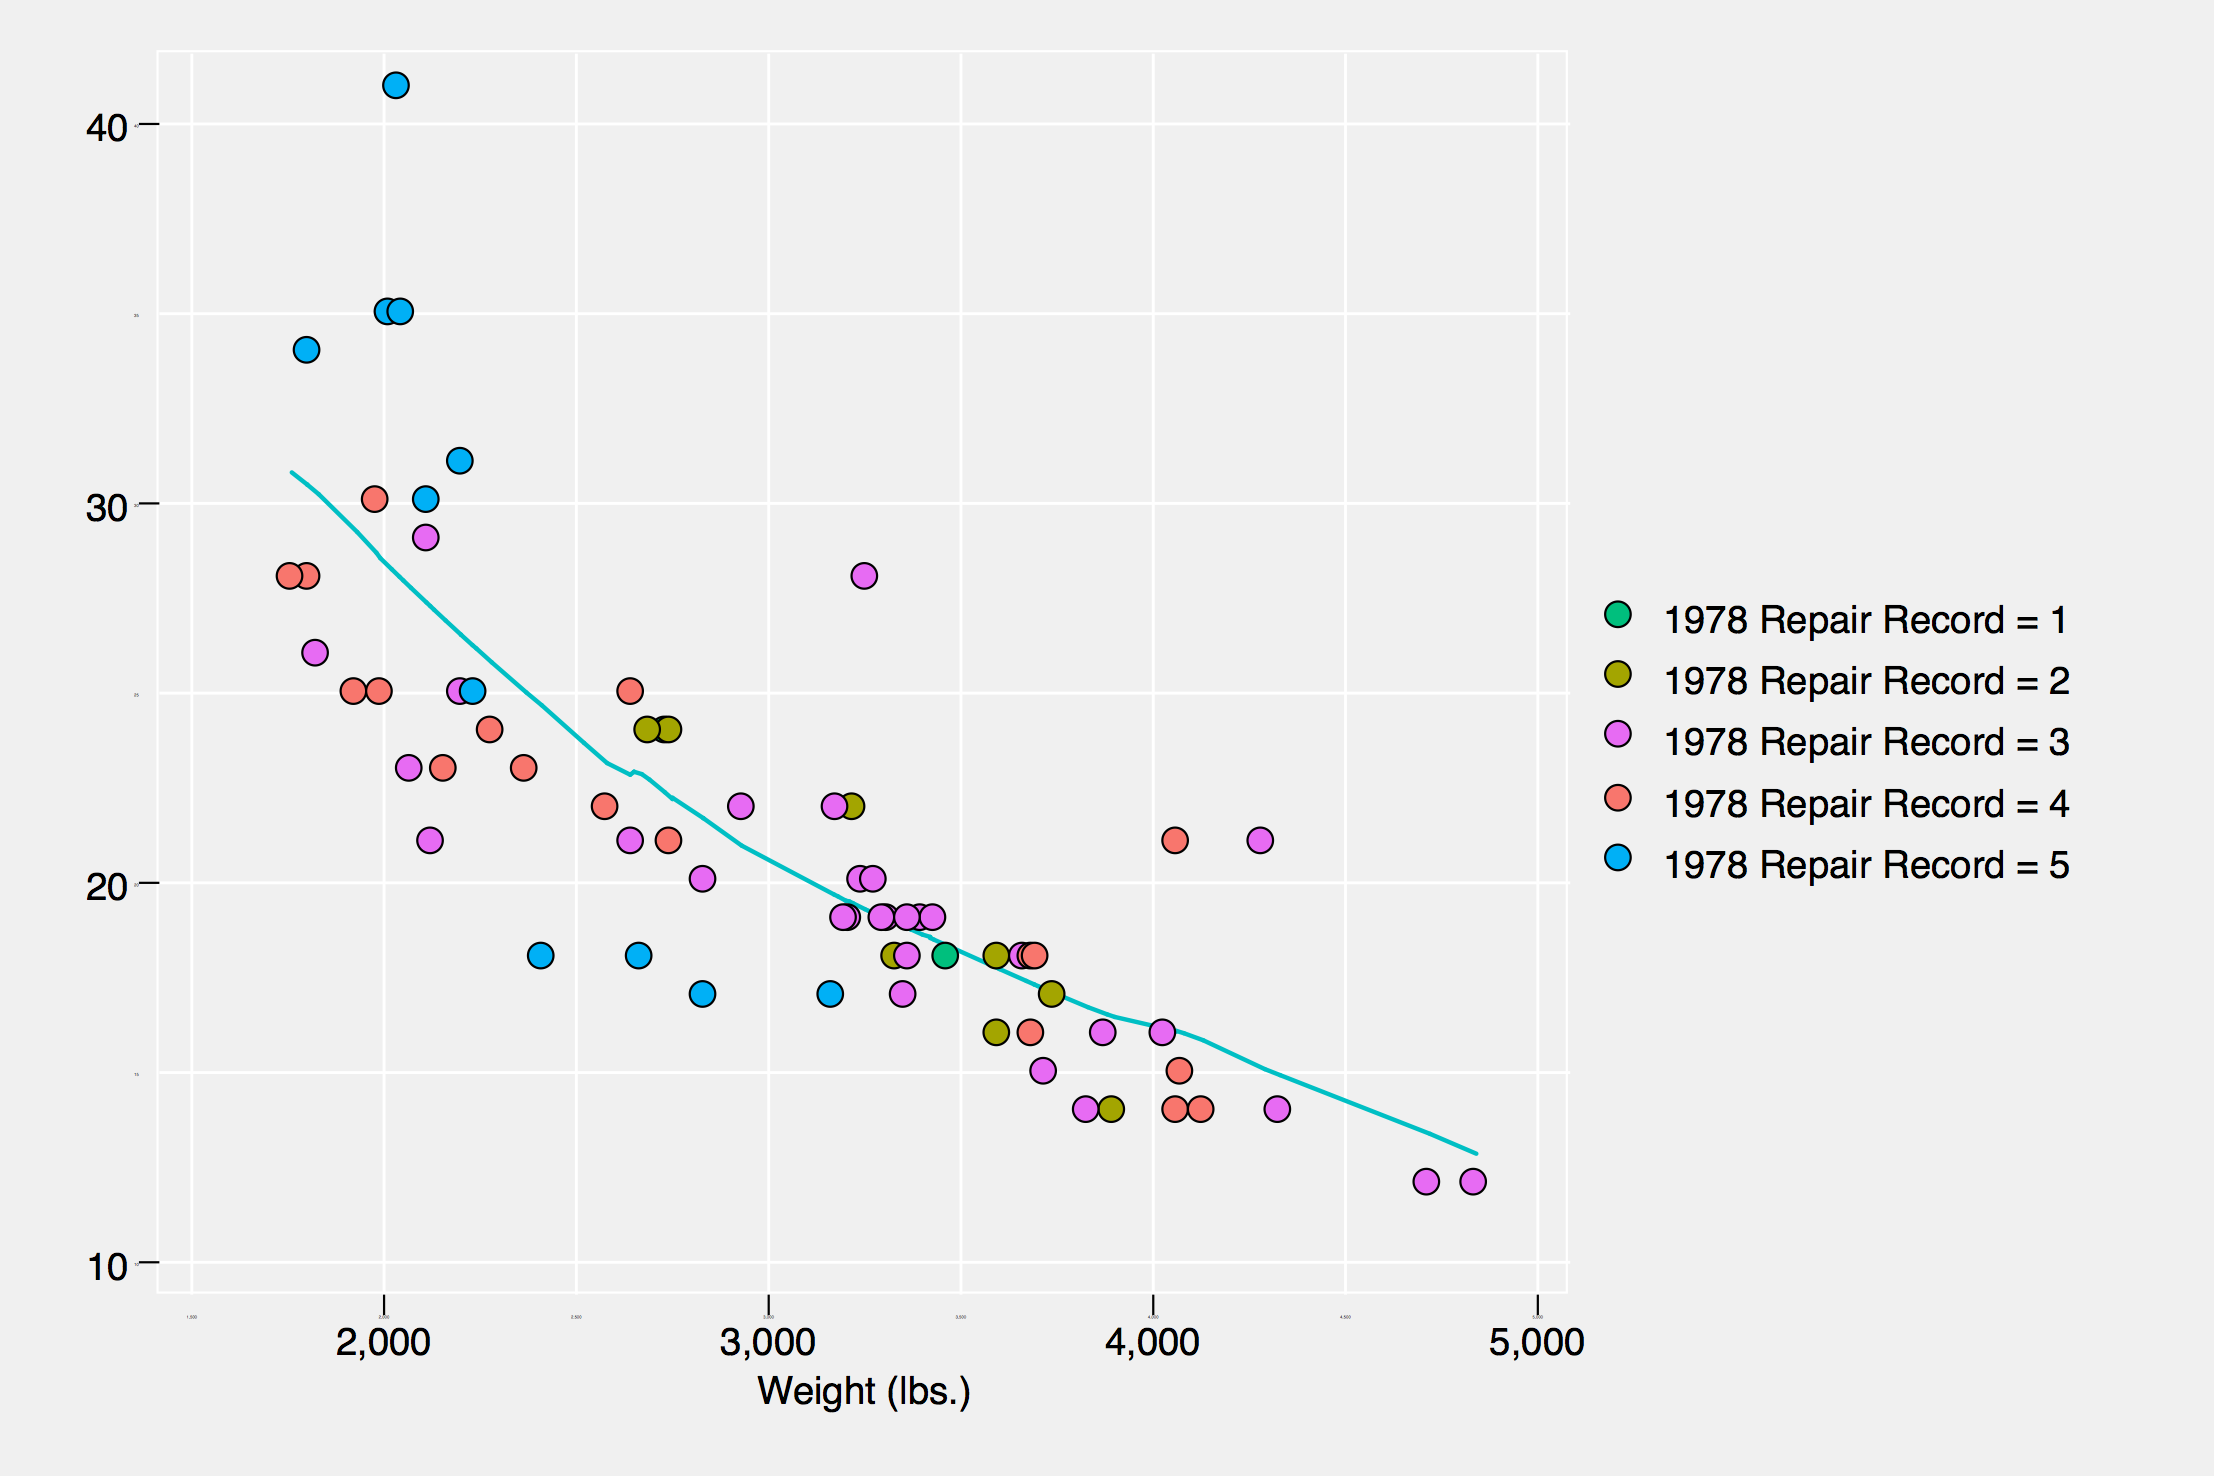 40
30
20
10
2,000
3,000
4,000
5,000
Weight (lbs.)
1978 Repair Record = 1
1978 Repair Record = 2
1978 Repair Record = 3
1978 Repair Record = 4
1978 Repair Record = 5